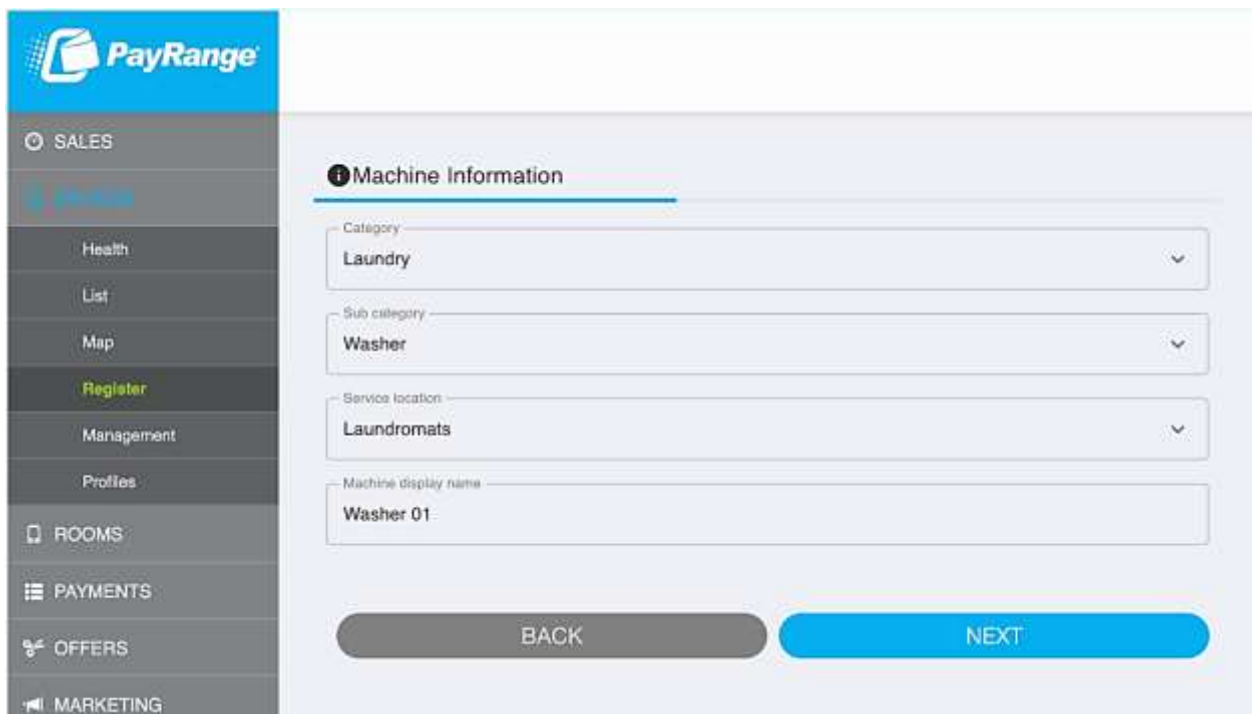 PayRange
SALES
Health
List
Map
Register
Management
Profiles
ROOMS
PAYMENTS
OFFERS
MARKETING
Machine Information
Category
Laundry
Sub category
Washer
Service location
Laundromats
Machine display name
Washer 01
BACK
NEXT